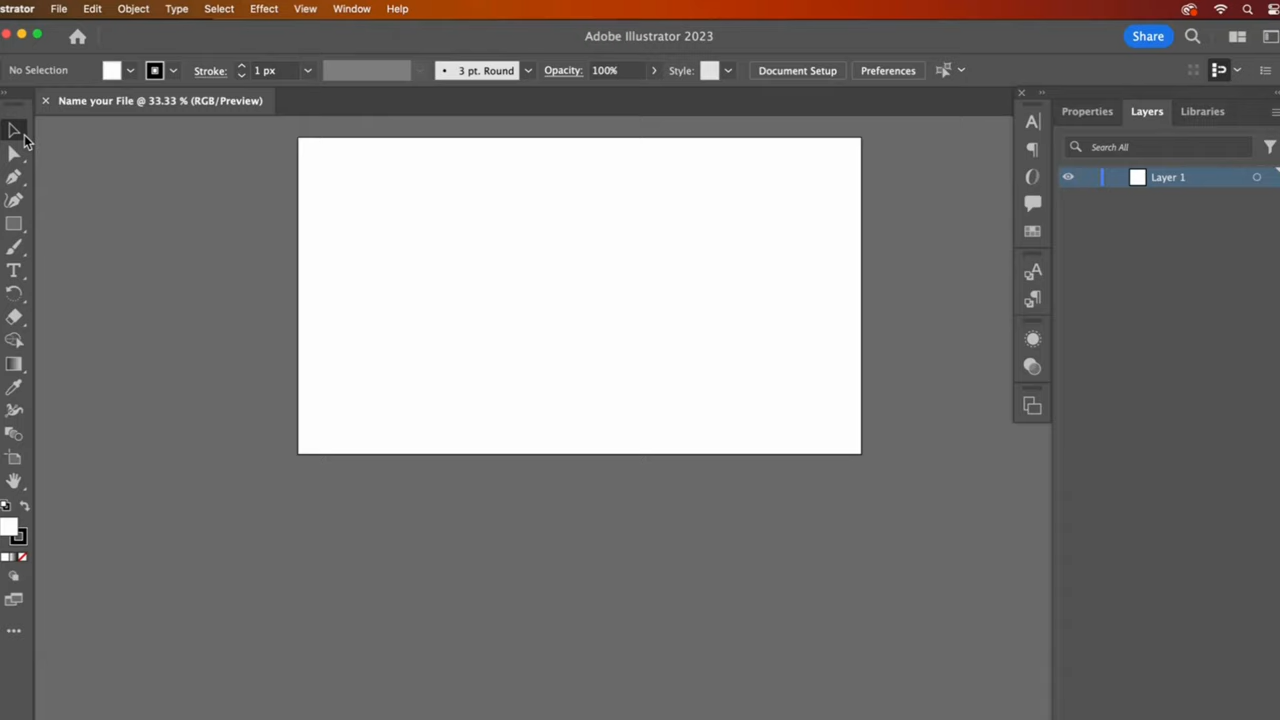 strator File Edit Object Type Select Effect View Window Help
Adobe Illustrator 2023 Share
No Selection Stroke: 1 px 3 pt. Round Opacity: 100% Style: Document Setup Preferences
Name your File @ 33.33 % (RGB/Preview)
Properties Layers Libraries
Search All
Layer 1